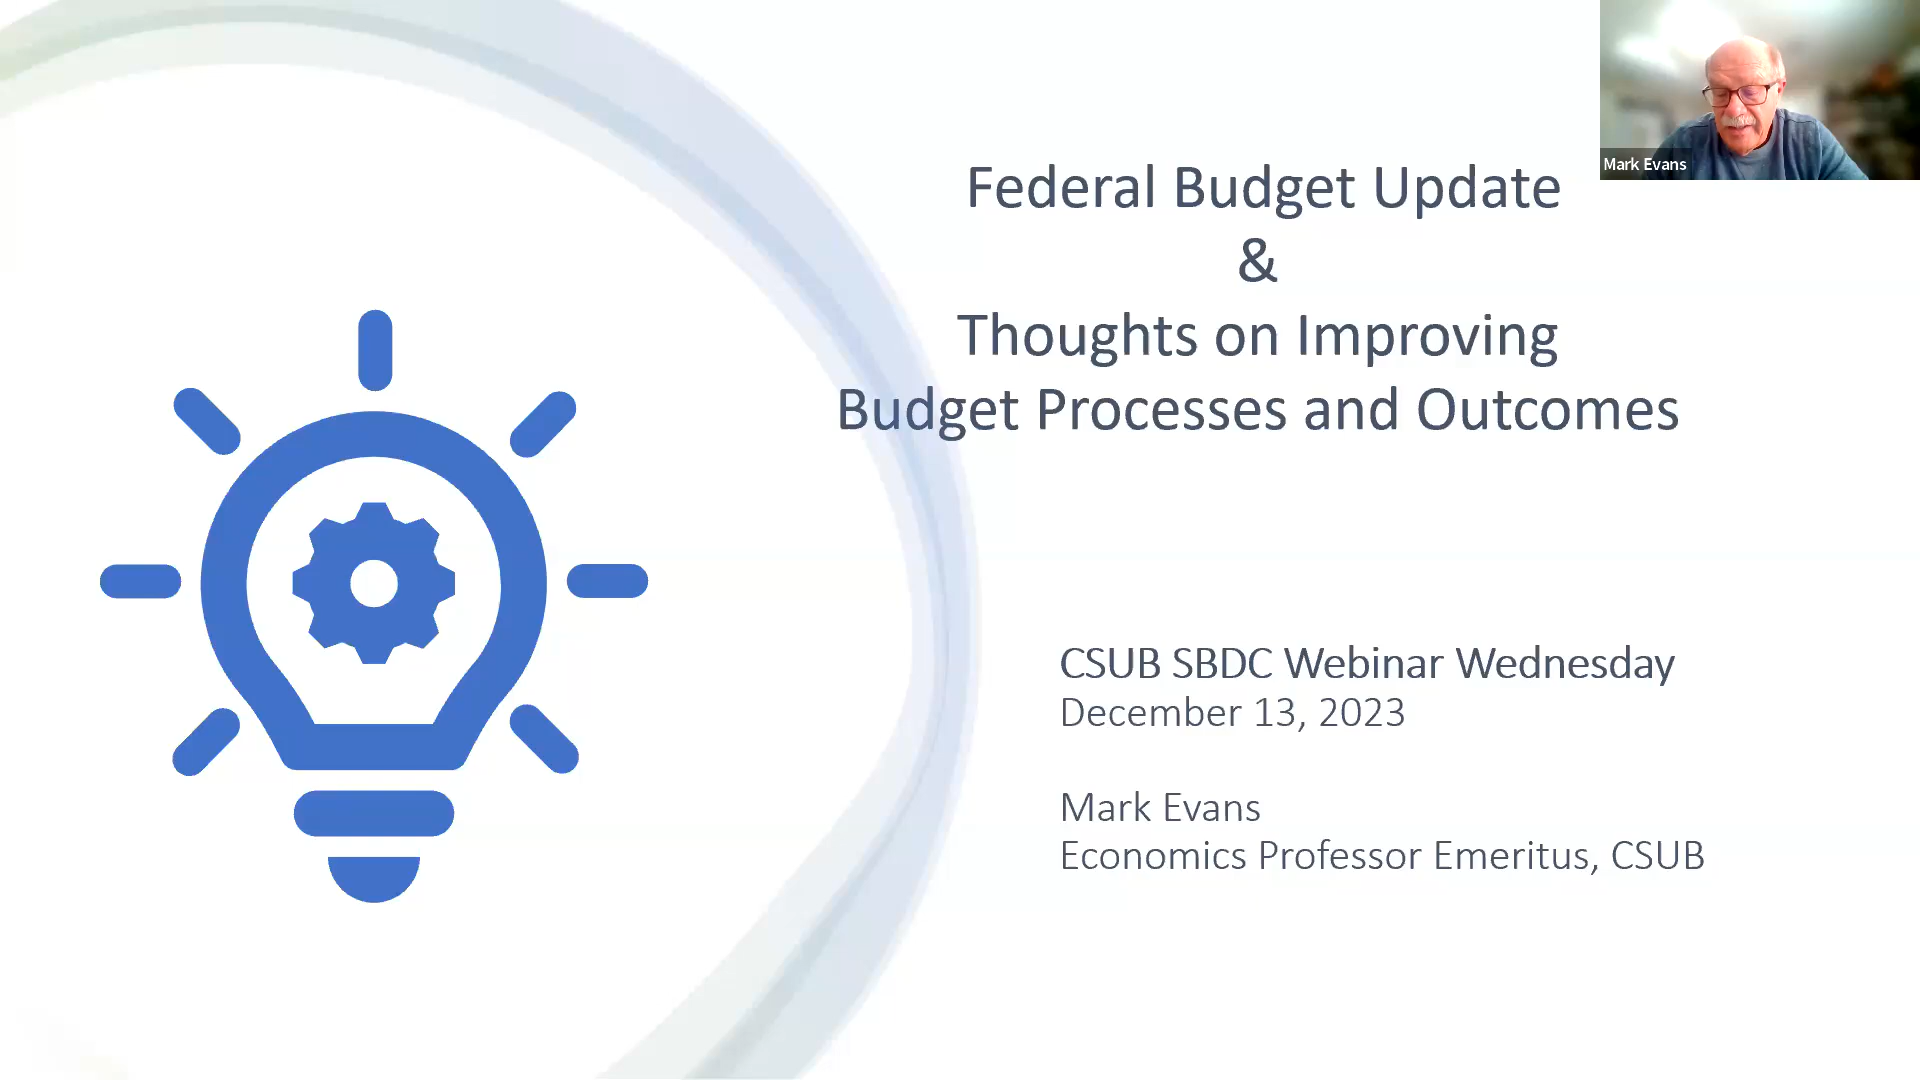 Federal Budget Update
&
Thoughts on Improving
Budget Processes and Outcomes
CSUB SBDC Webinar Wednesday
December 13, 2023
Mark Evans
Economics Professor Emeritus, CSUB
Mark Evans